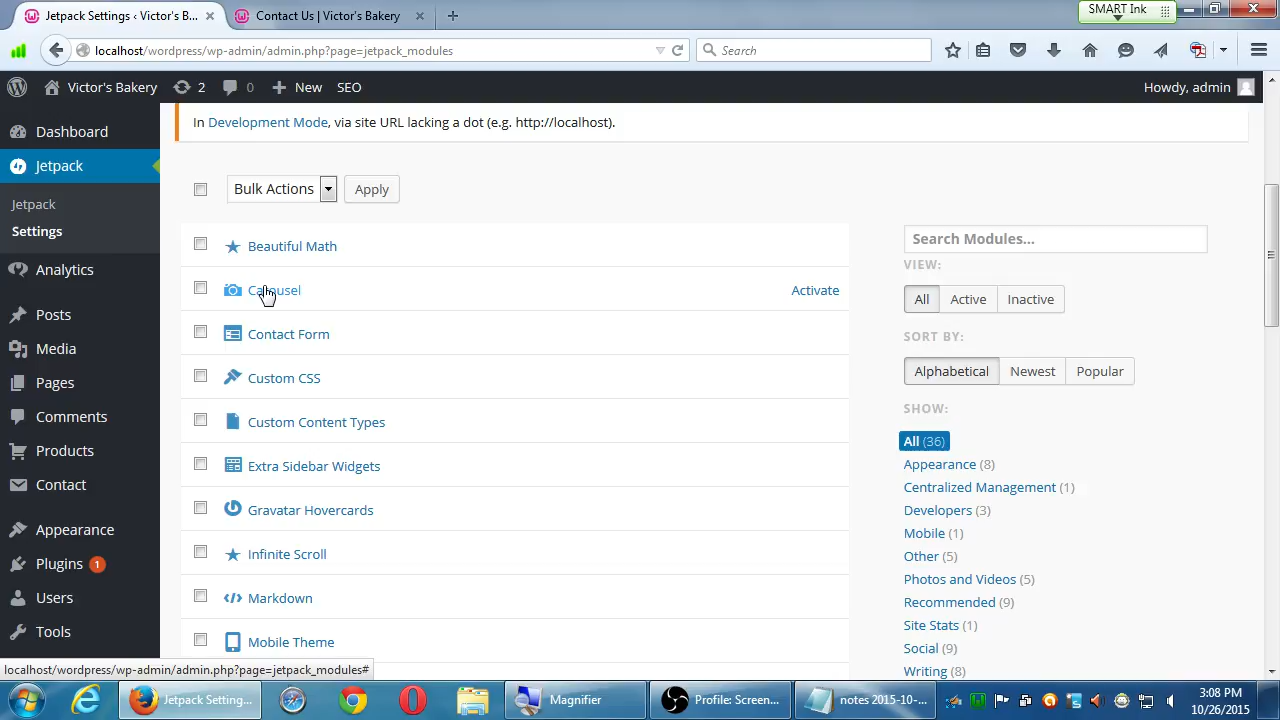 Jetpack Settings ‹ Victor's B...
Contact Us | Victor's Bakery
SMART Ink
localhost/wordpress/wp-admin/admin.php?page=jetpack_modules
Search
Victor's Bakery
2
0
New
SEO
Howdy, admin
Dashboard
Jetpack
Jetpack
Settings
Analytics
Posts
Media
Pages
Comments
Products
Contact
Appearance
Plugins 1
Users
Tools
In Development Mode, via site URL lacking a dot (e.g. http://localhost).
Bulk Actions
Apply
Beautiful Math
Carousel
Activate
Contact Form
Custom CSS
Custom Content Types
Extra Sidebar Widgets
Gravatar Hovercards
Infinite Scroll
Markdown
Mobile Theme
Search Modules...
VIEW:
All Active Inactive
SORT BY:
Alphabetical Newest Popular
SHOW:
All (36)
Appearance (8)
Centralized Management (1)
Developers (3)
Mobile (1)
Other (5)
Photos and Videos (5)
Recommended (9)
Site Stats (1)
Social (9)
Writing (8)
localhost/wordpress/wp-admin/admin.php?page=jetpack_modules#
Jetpack Setting...
Magnifier
Profile: Screen...
notes 2015-10-...
3:08 PM
10/26/2015